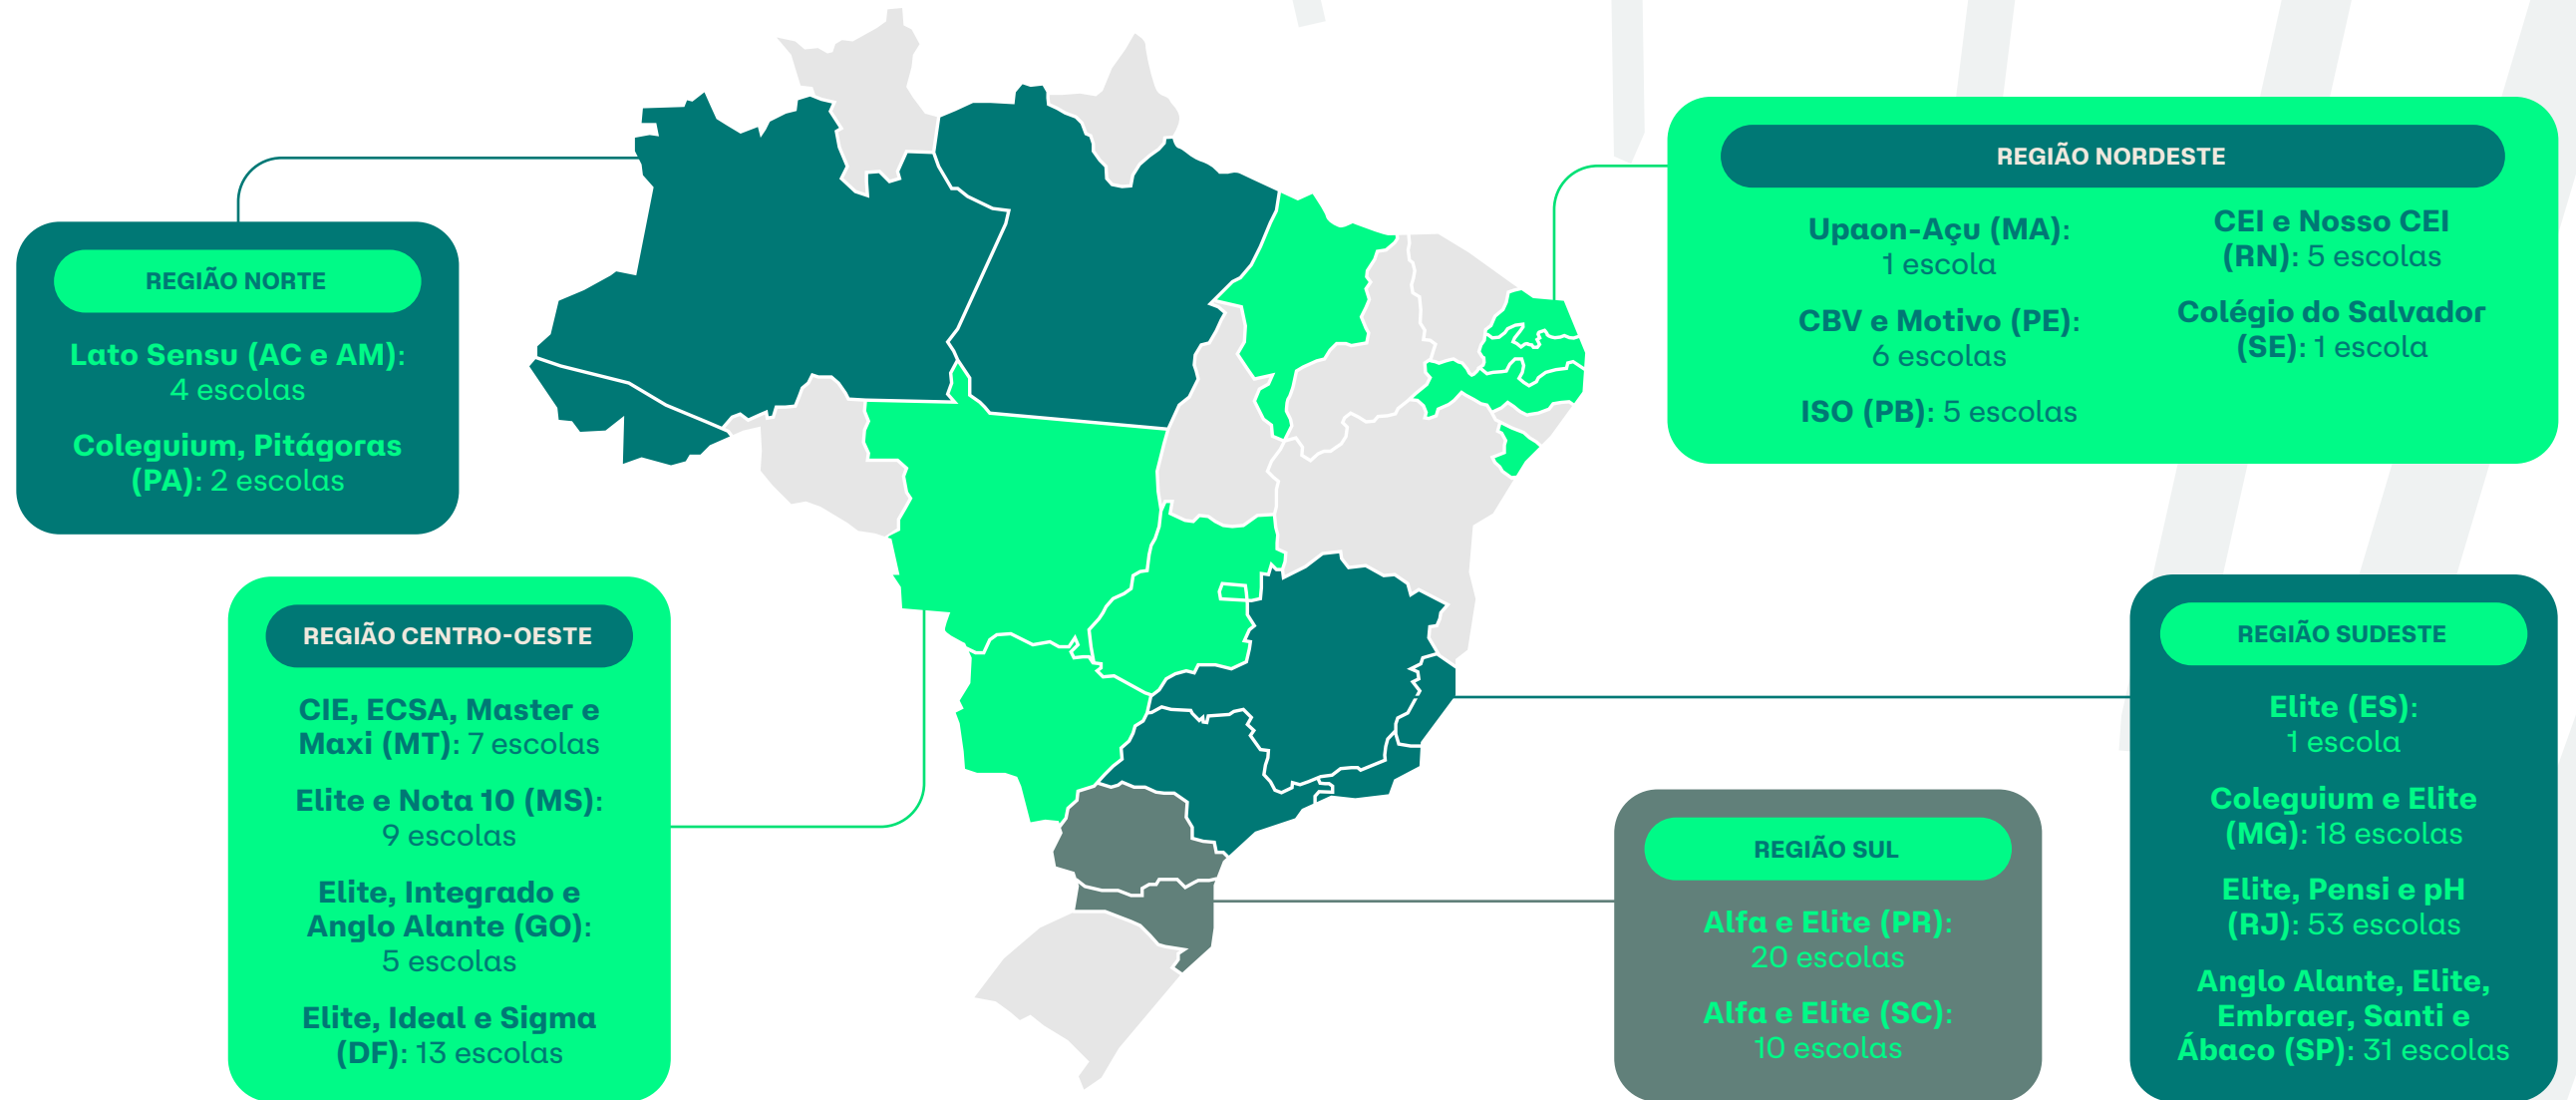 REGIÃO NORTE
Lato Sensu (AC e AM):
4 escolas
Coleguium, Pitágoras
(PA): 2 escolas
REGIÃO CENTRO-OESTE
CIE, ECSA, Master e
Maxi (MT): 7 escolas
Elite e Nota 10 (MS):
9 escolas
Elite, Integrado e
Anglo Alante (GO):
5 escolas
Elite, Ideal e Sigma
(DF): 13 escolas
REGIÃO NORDESTE
Upaon-Açu (MA):
1 escola
CBV e Motivo (PE):
6 escolas
ISO (PB): 5 escolas
CEI e Nosso CEI
(RN): 5 escolas
Colégio do Salvador
(SE): 1 escola
REGIÃO SUL
Alfa e Elite (PR):
20 escolas
Alfa e Elite (SC):
10 escolas
REGIÃO SUDESTE
Elite (ES):
1 escola
Coleguium e Elite
(MG): 18 escolas
Elite, Pensi e pH
(RJ): 53 escolas
Anglo Alante, Elite,
Embraer, Santi e
Ábaco (SP): 31 escolas